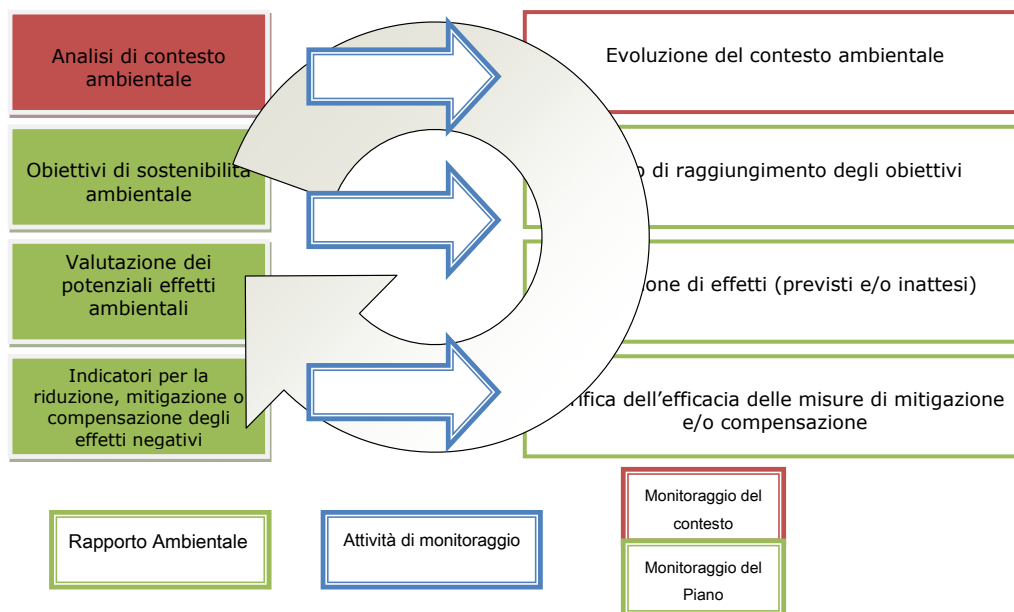 Analisi di contesto
ambientale
Evoluzione del contesto ambientale
Obiettivi di sostenibilità
ambientale
di raggiungimento degli obiettivi
Valutazione dei
potenziali effetti
ambientali
one di effetti (previsti e/o inattesi)
Indicatori per la
riduzione, mitigazione o
compensazione degli
effetti negativi
rifica dell’efficacia delle misure di mitigazione
e/o compensazione
Rapporto Ambientale
Attività di monitoraggio
Monitoraggio del
contesto
Monitoraggio del
Piano